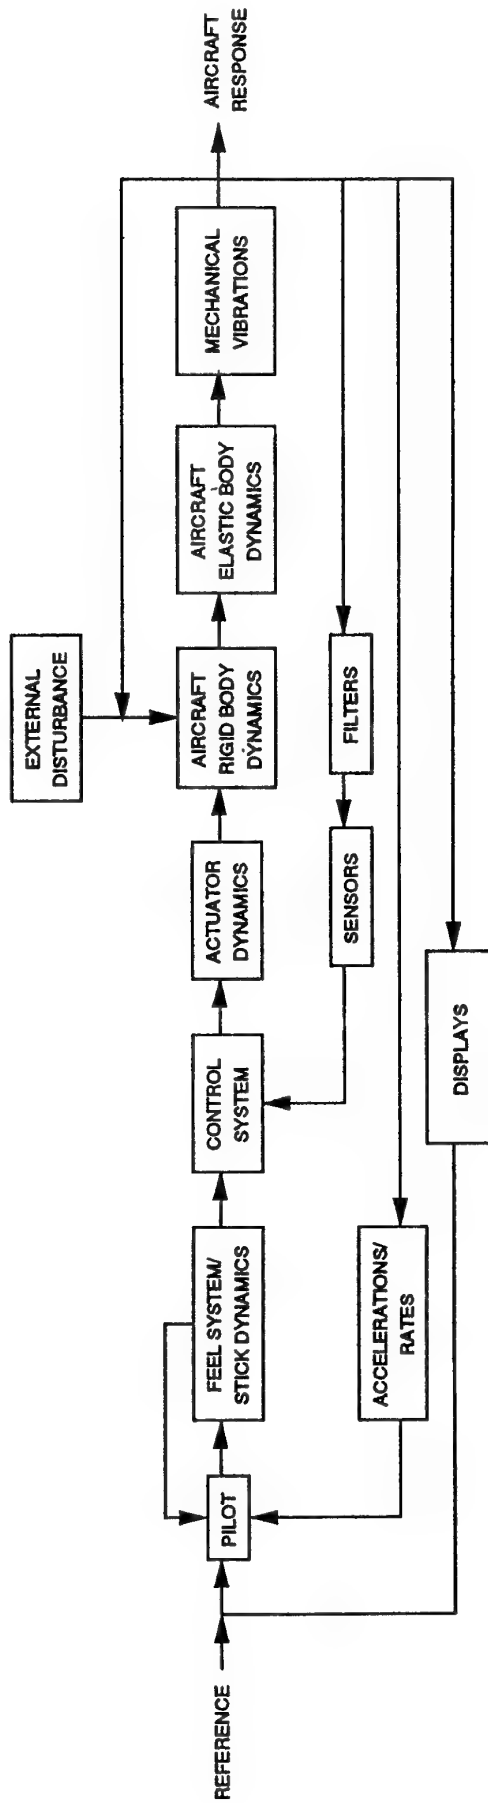 EXTERNAL
DISTURBANCE
REFERENCE
PILOT
FEEL SYSTEM/
STICK DYNAMICS
CONTROL
SYSTEM
ACTUATOR
DYNAMICS
AIRCRAFT
RIGID BODY
DYNAMICS
AIRCRAFT
ELASTIC BODY
DYNAMICS
MECHANICAL
VIBRATIONS
AIRCRAFT
RESPONSE
SENSORS
FILTERS
ACCELERATIONS/
RATES
DISPLAYS